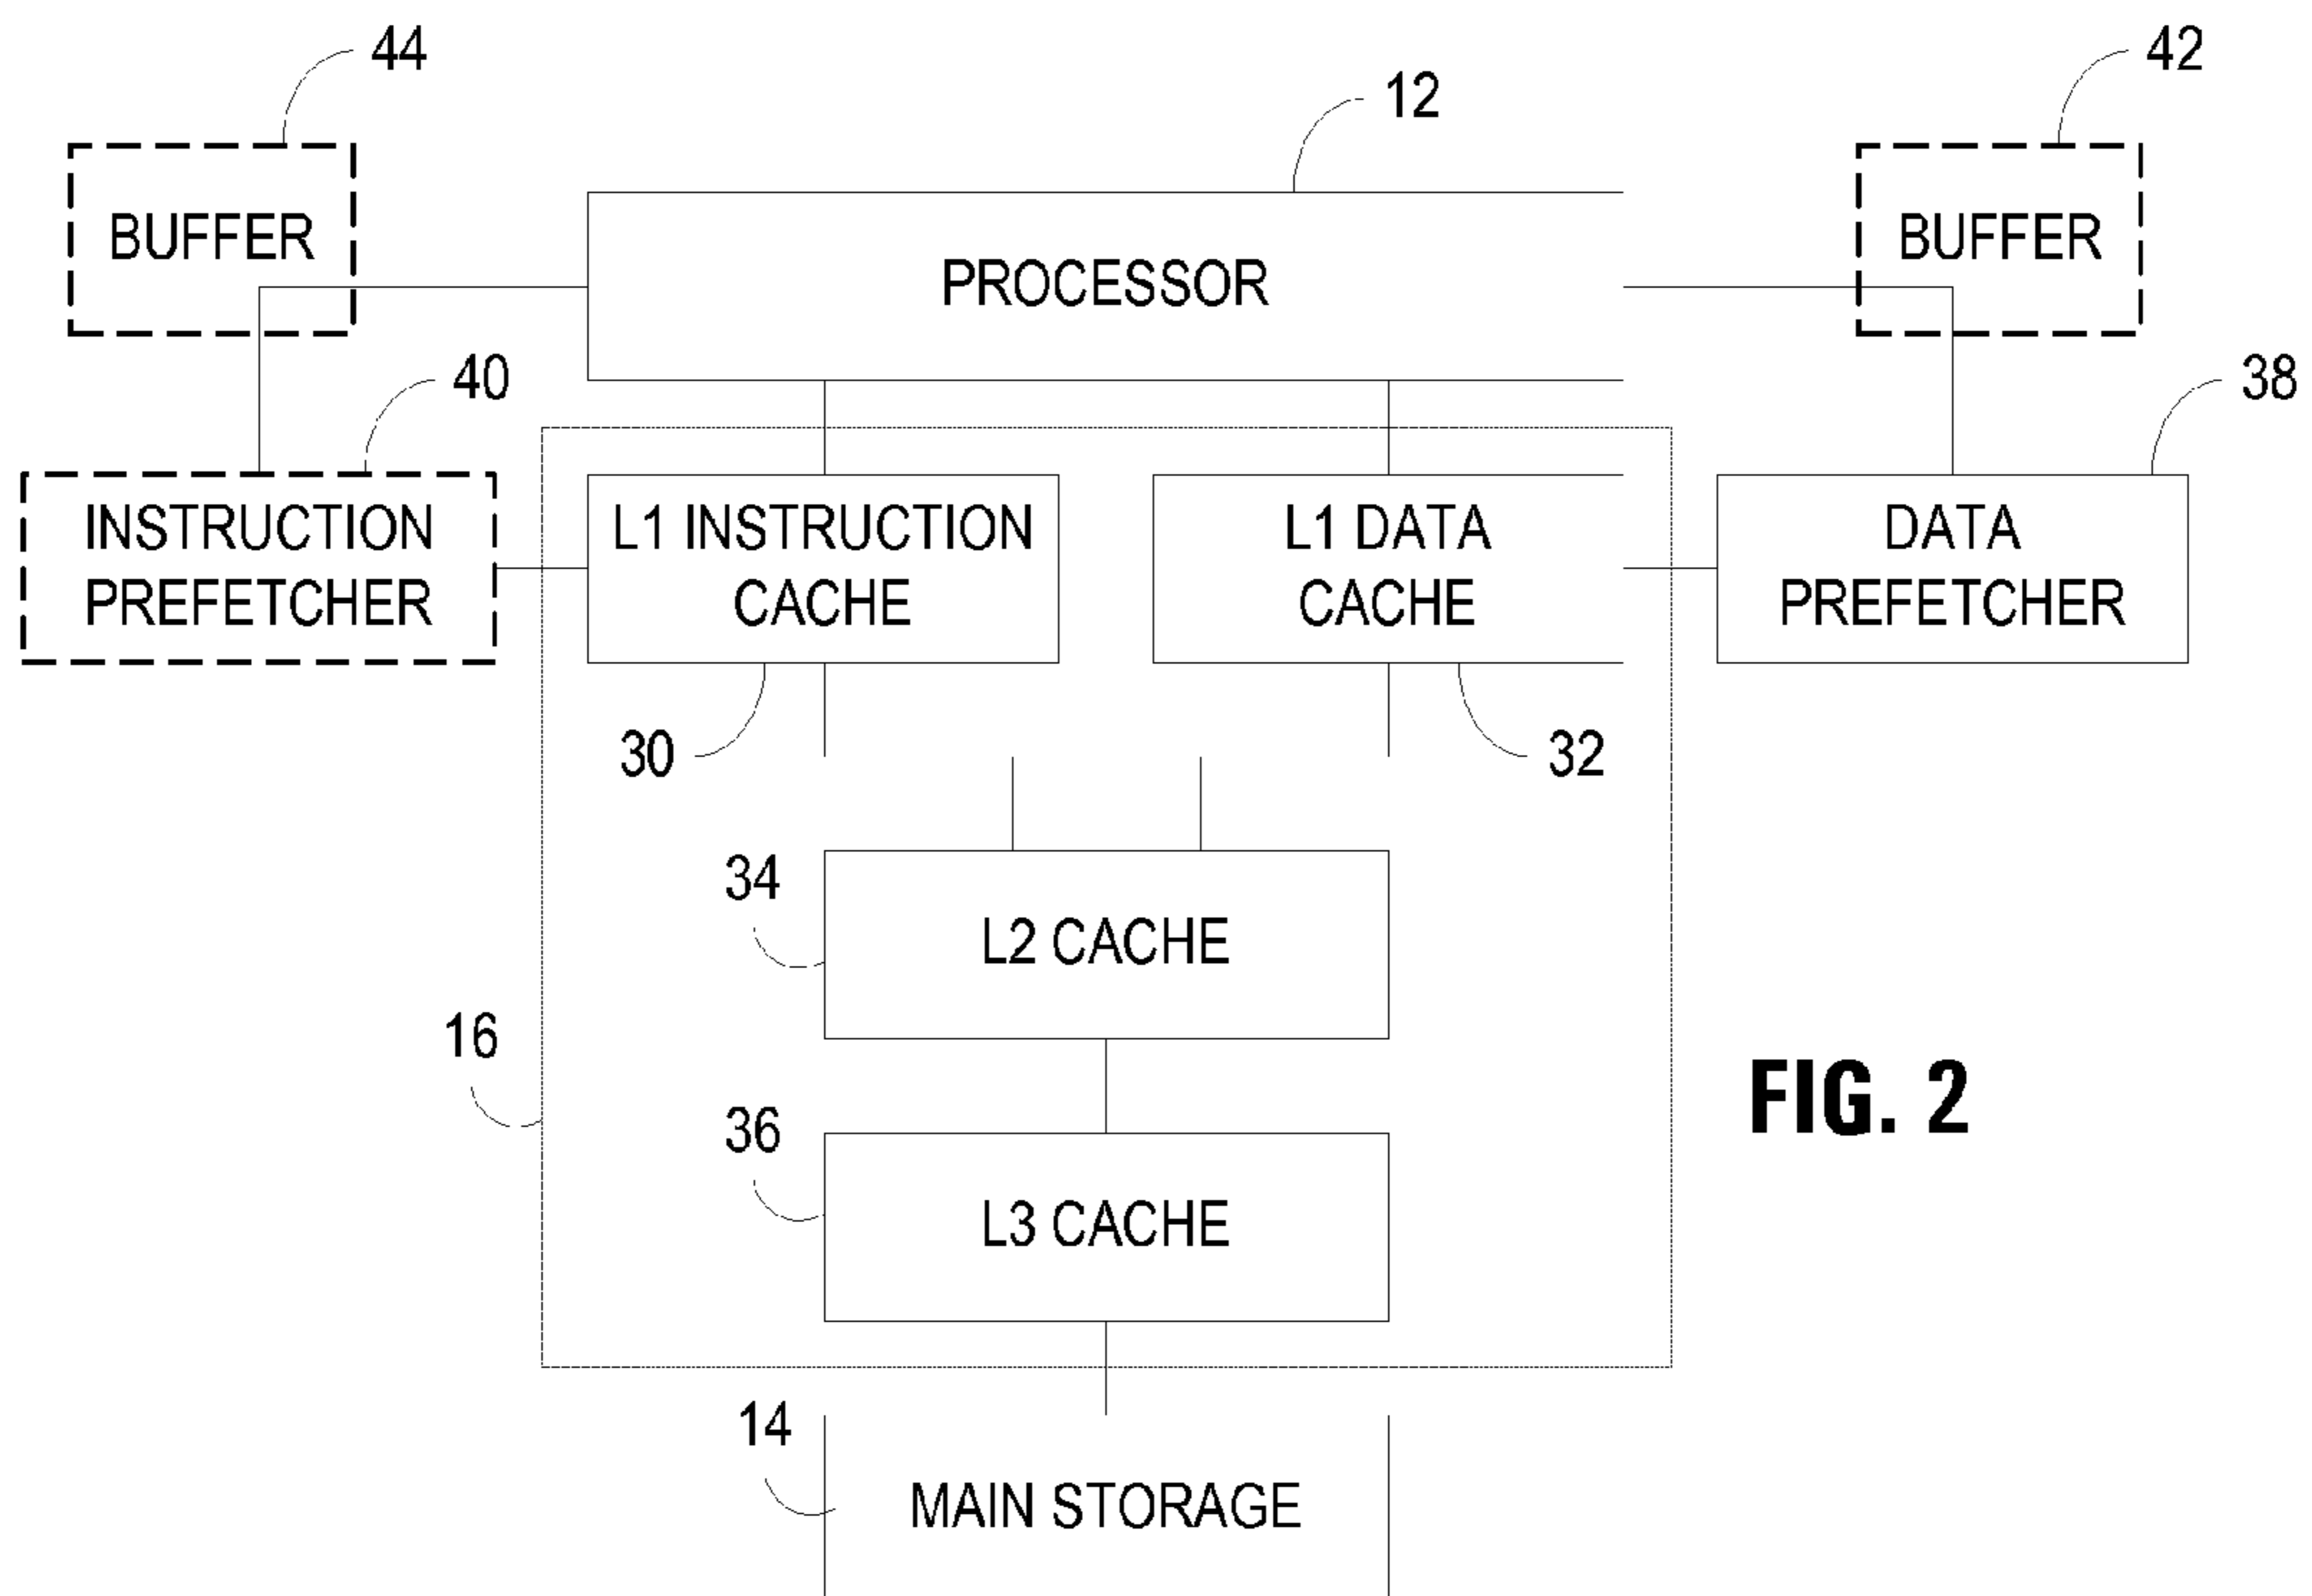 44
42
12
BUFFER
BUFFER
PROCESSOR
40
38
INSTRUCTION
PREFETCHER
L1 INSTRUCTION
CACHE
L1 DATA
CACHE
DATA
PREFETCHER
30
32
34
L2 CACHE
16
FIG. 2
36
L3 CACHE
14
MAIN STORAGE